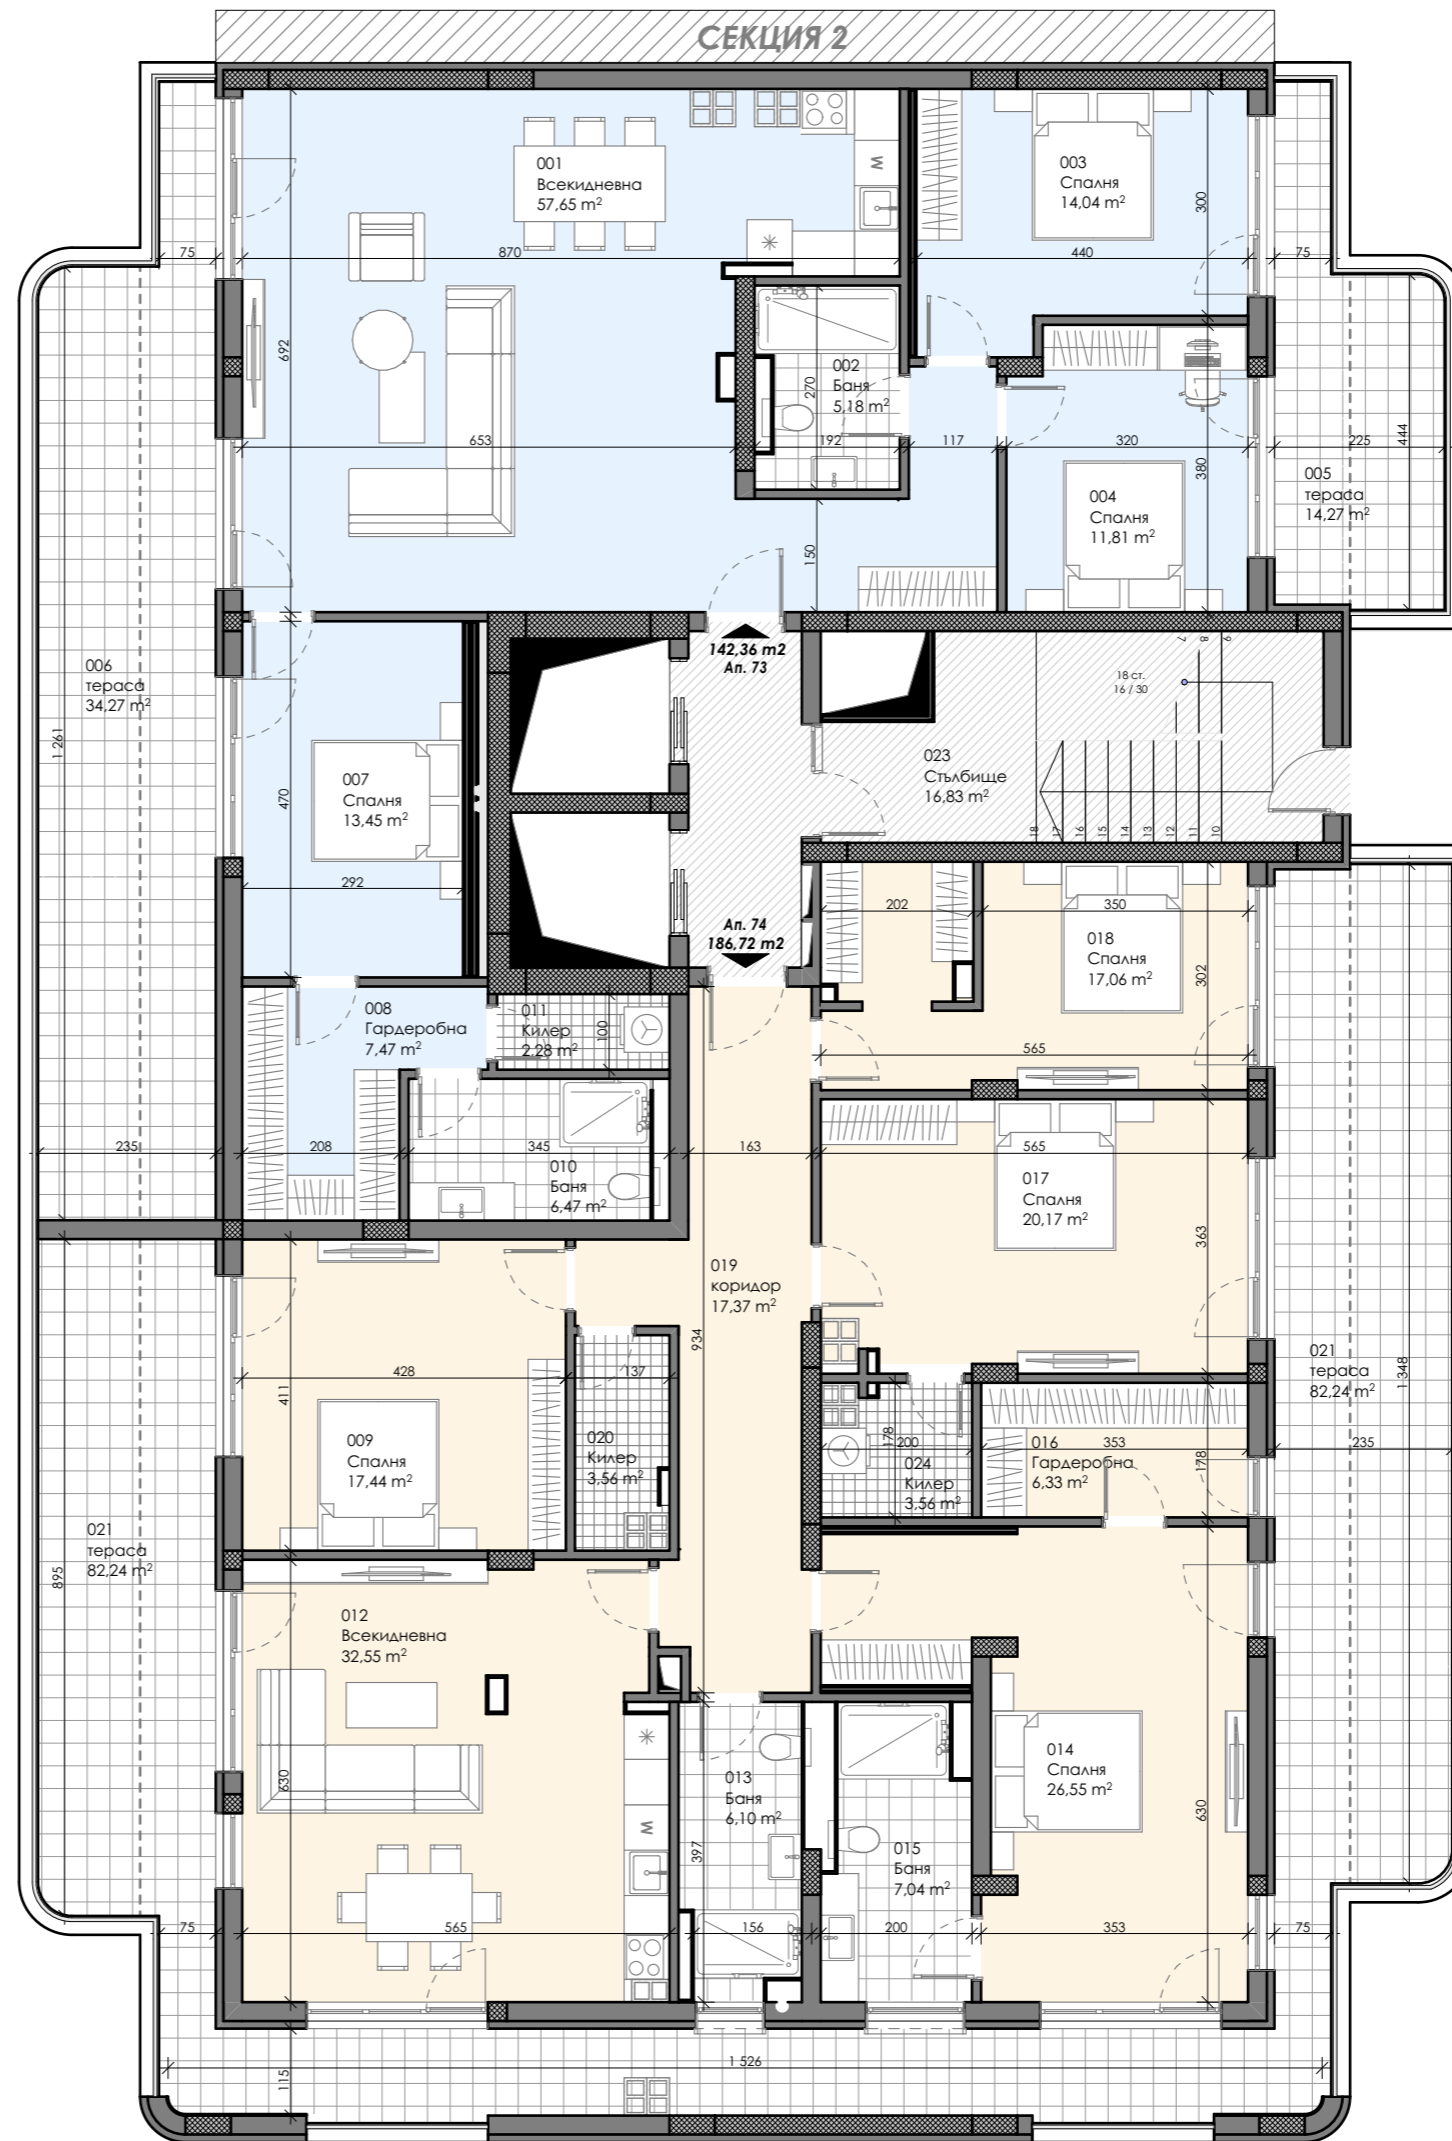 СЕКЦИЯ 2
001
Всекидневна
57,65 m²
003
Спалня
14,04 m²
300
W
75
870
440
75
692
002
Баня
5,18 m²
270
653
192
117
320
380
225
444
005
тераса
14,27 m²
004
Спалня
11,81 m²
150
142,36 m2
Ап. 73
7
8
9
18 ст.
16 / 30
006
тераса
34,27 m²
1 261
023
Стълбище
16,83 m²
007
Спалня
13,45 m²
470
18
17
16
15
14
13
12
11
10
292
Ап. 74
186,72 m2
202
350
018
Спалня
17,06 m²
302
008
Гардеробна
7,47 m²
011
Килер
2,28 m²
100
565
235
208
345
163
565
010
Баня
6,47 m²
017
Спалня
20,17 m²
363
019
коридор
17,37 m²
934
021
тераса
82,24 m²
1 348
428
137
411
009
Спалня
17,44 m²
020
Килер
3,56 m²
178
200
024
Килер
3,56 m²
016
353
Гардеробна
6,33 m²
178
235
021
тераса
82,24 m²
895
012
Всекидневна
32,55 m²
630
W
013
Баня
6,10 m²
397
014
Спалня
26,55 m²
630
015
Баня
7,04 m²
75
565
156
200
353
75
1 526
115